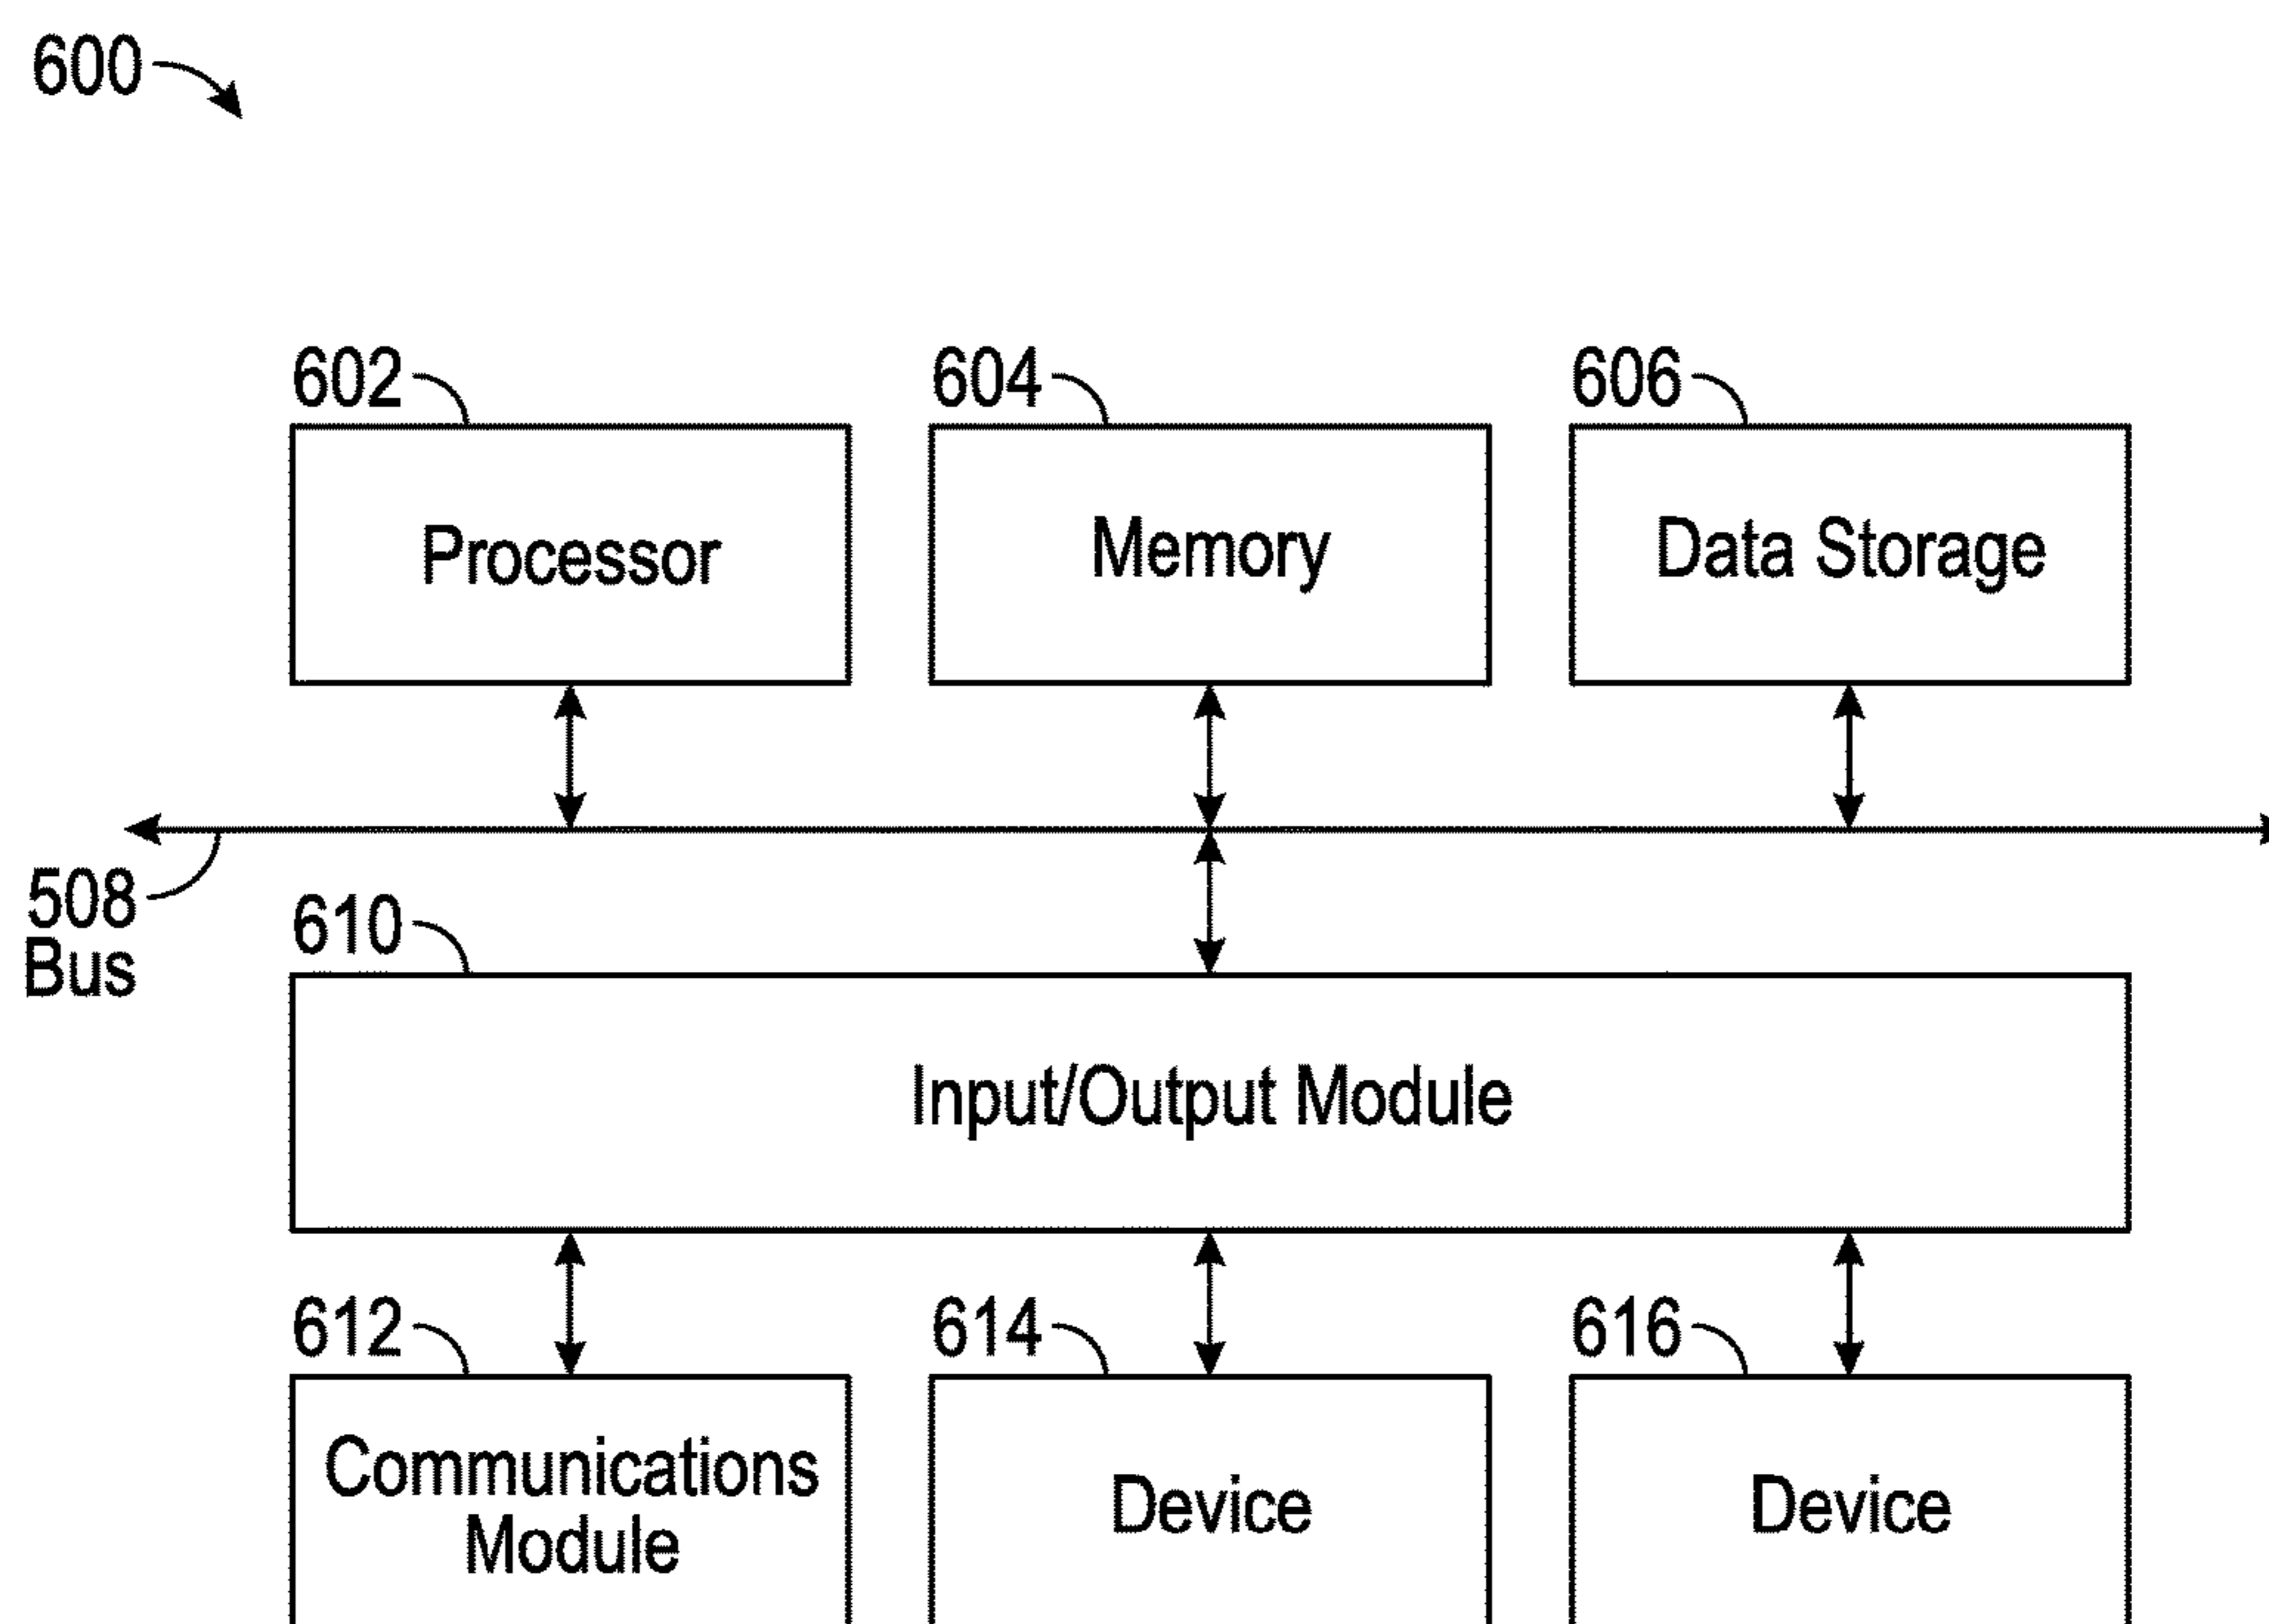 600
602
604
606
Processor
Memory
Data Storage
508
Bus
610
Input/Output Module
612
614
616
Communications
Module
Device
Device